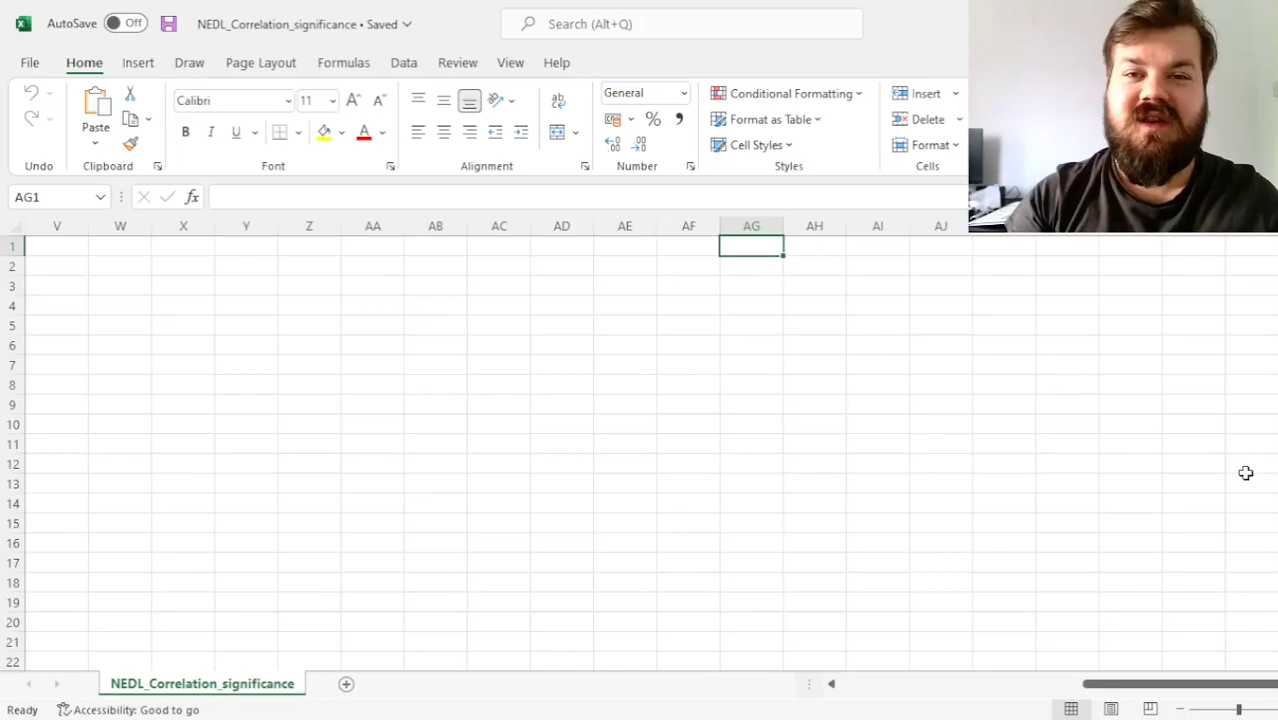 AutoSave Off NEDL_Correlation_significance • Saved Search (Alt+Q)
File Home Insert Draw Page Layout Formulas Data Review View Help
Calibri 11 General Conditional Formatting Insert
Paste B I U A ab Format as Table Delete
Cell Styles Format
Undo Clipboard Font Alignment Number Styles Cells
AG1 fx
V W X Y Z AA AB AC AD AE AF AG AH AI AJ
1
2
3
4
5
6
7
8
9
10
11
12
13
14
15
16
17
18
19
20
21
22
NEDL_Correlation_significance
Ready Accessibility: Good to go